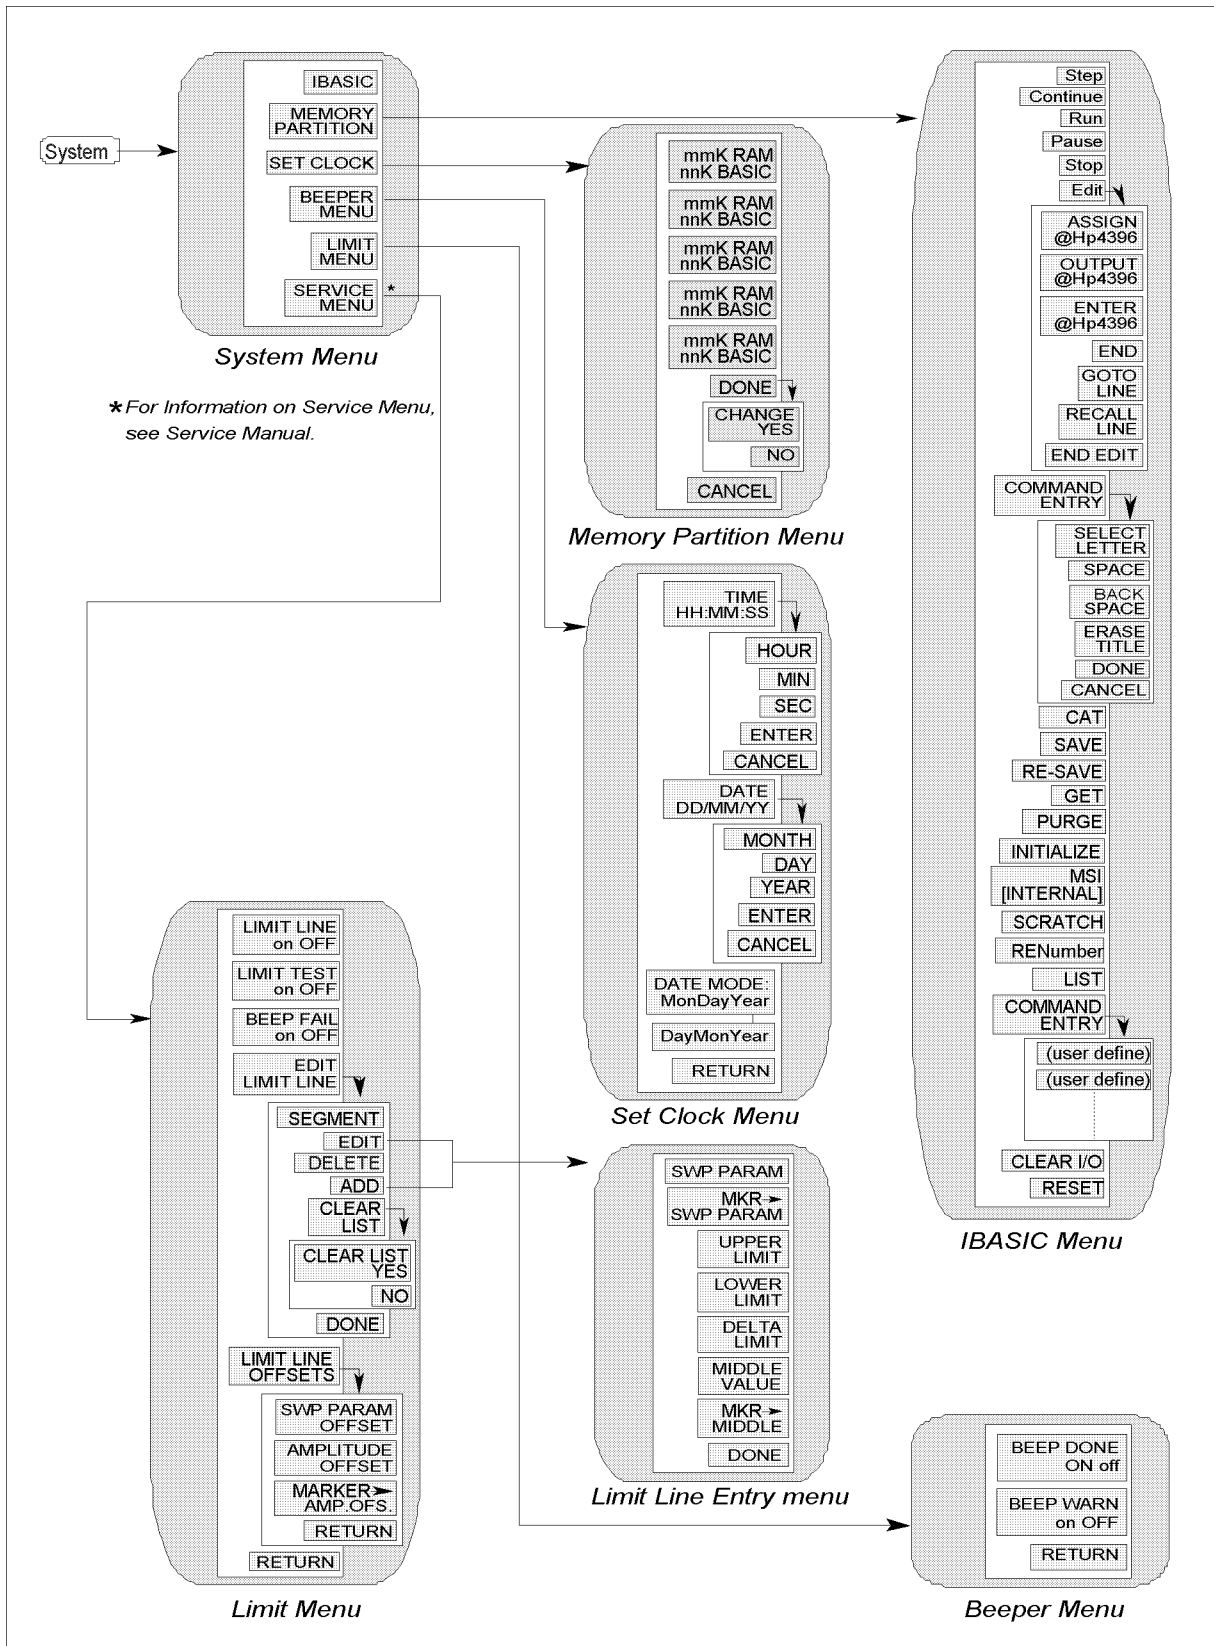 System
IBASIC
MEMORY
PARTITION
SET CLOCK
BEEPER
MENU
LIMIT
MENU
SERVICE
MENU
*
System Menu
*For Information on Service Menu,
see Service Manual.
mmK RAM
nnK BASIC
mmK RAM
nnK BASIC
mmK RAM
nnK BASIC
mmK RAM
nnK BASIC
mmK RAM
nnK BASIC
DONE
CHANGE
YES
NO
CANCEL
Memory Partition Menu
TIME
HH:MM:SS
HOUR
MIN
SEC
ENTER
CANCEL
DATE
DD/MM/YY
MONTH
DAY
YEAR
ENTER
CANCEL
DATE MODE:
MonDayYear
DayMonYear
RETURN
Set Clock Menu
Step
Continue
Run
Pause
Stop
Edit
ASSIGN
@Hp4396
OUTPUT
@Hp4396
ENTER
@Hp4396
END
GOTO
LINE
RECALL
LINE
END EDIT
COMMAND
ENTRY
SELECT
LETTER
SPACE
BACK
SPACE
ERASE
TITLE
DONE
CANCEL
CAT
SAVE
RE-SAVE
GET
PURGE
INITIALIZE
MSI
[INTERNAL]
SCRATCH
RENumber
LIST
COMMAND
ENTRY
(user define)
(user define)
CLEAR I/O
RESET
IBASIC Menu
LIMIT LINE
on OFF
LIMIT TEST
on OFF
BEEP FAIL
on OFF
EDIT
LIMIT LINE
SEGMENT
EDIT
DELETE
ADD
CLEAR
LIST
CLEAR LIST
YES
NO
DONE
LIMIT LINE
OFFSETS
SWP PARAM
OFFSET
AMPLITUDE
OFFSET
MARKER➛
AMP.OFS.
RETURN
RETURN
Limit Menu
SWP PARAM
MKR➛
SWP PARAM
UPPER
LIMIT
LOWER
LIMIT
DELTA
LIMIT
MIDDLE
VALUE
MKR➛
MIDDLE
DONE
Limit Line Entry menu
BEEP DONE
ON off
BEEP WARN
on OFF
RETURN
Beeper Menu